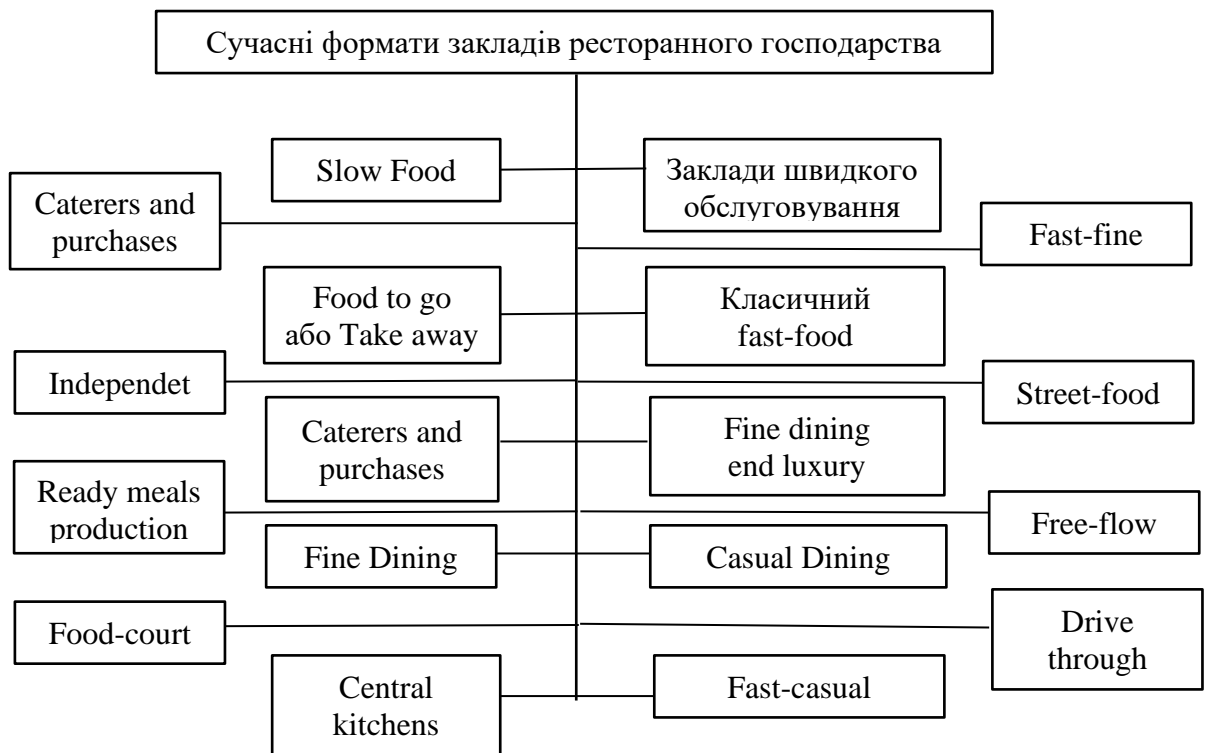 Сучасні формати закладів ресторанного господарства
Slow Food
Заклади швидкого
обслуговування
Caterers and
purchases
Fast-fine
Food to go
або Take away
Класичний
fast-food
Independet
Street-food
Caterers and
purchases
Fine dining
end luxury
Ready meals
production
Free-flow
Fine Dining
Casual Dining
Food-court
Drive
through
Central
kitchens
Fast-casual